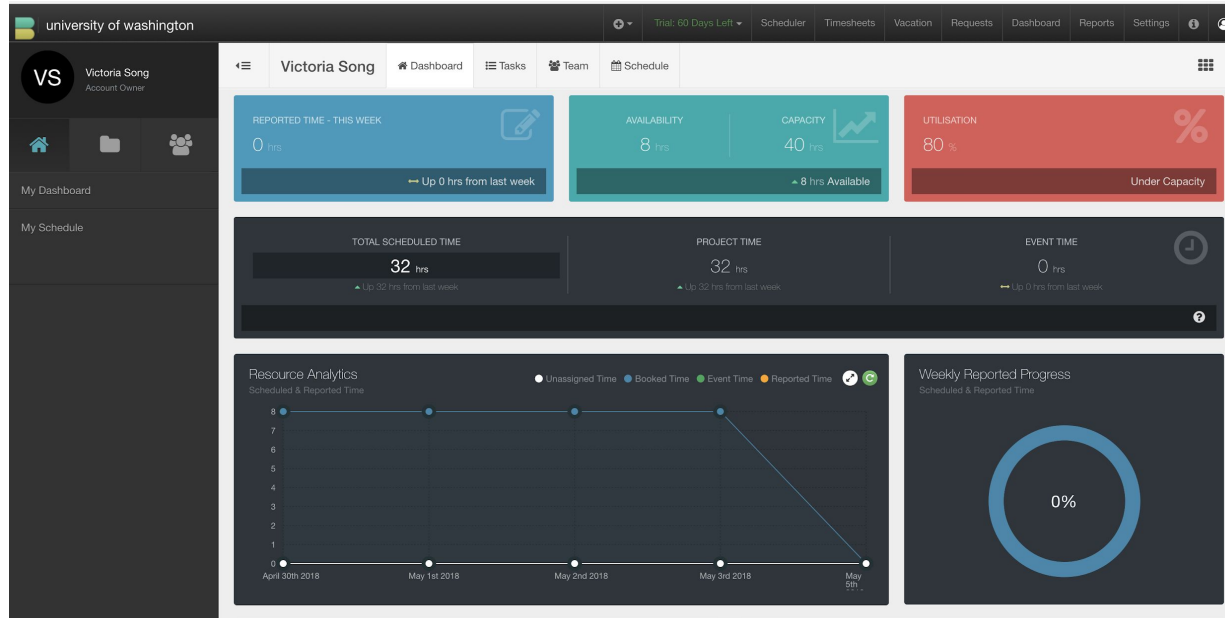 university of washington
Trial: 60 Days Left Scheduler Timesheets Vacation Requests Dashboard Reports Settings
VS
Victoria Song
Account Owner
Victoria Song Dashboard Tasks Team Schedule
My Dashboard
My Schedule
REPORTED TIME - THIS WEEK
0 hrs
Up 0 hrs from last week
AVAILABILITY CAPACITY
8 hrs 40 hrs
8 hrs Available
UTILISATION
80 %
Under Capacity
TOTAL SCHEDULED TIME PROJECT TIME EVENT TIME
32 hrs 32 hrs 0 hrs
Up 32 hrs from last week Up 32 hrs from last week Up 0 hrs from last week
Resource Analytics
Scheduled & Reported Time
Unassigned Time Booked Time Event Time Reported Time
8
7
6
5
4
3
2
1
0
April 30th 2018 May 1st 2018 May 2nd 2018 May 3rd 2018 May
5th
Weekly Reported Progress
Scheduled & Reported Time
0%